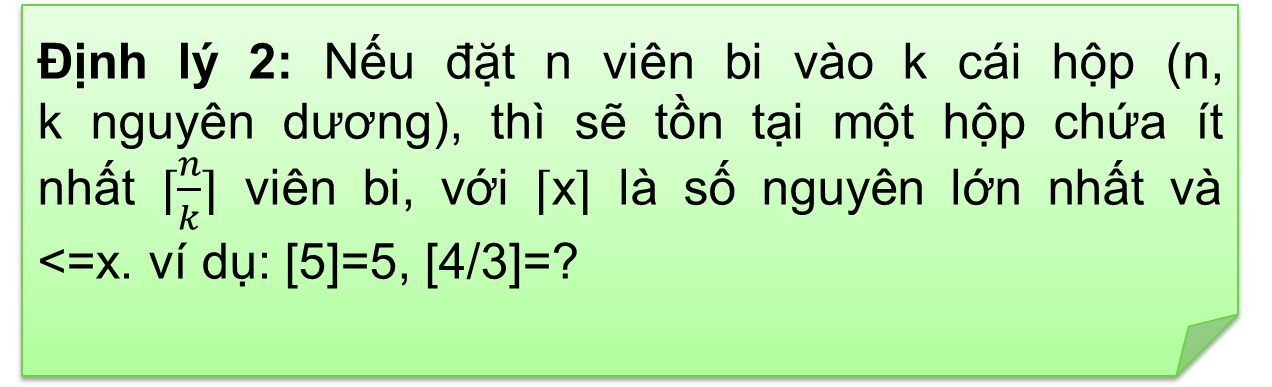 Định lý 2: Nếu đặt n viên bi vào k cái hộp (n,
k nguyên dương), thì sẽ tồn tại một hộp chứa ít
nhất ⌈n/k⌉ viên bi, với ⌈x⌉ là số nguyên lớn nhất và
<=x. ví dụ: [5]=5, [4/3]=?